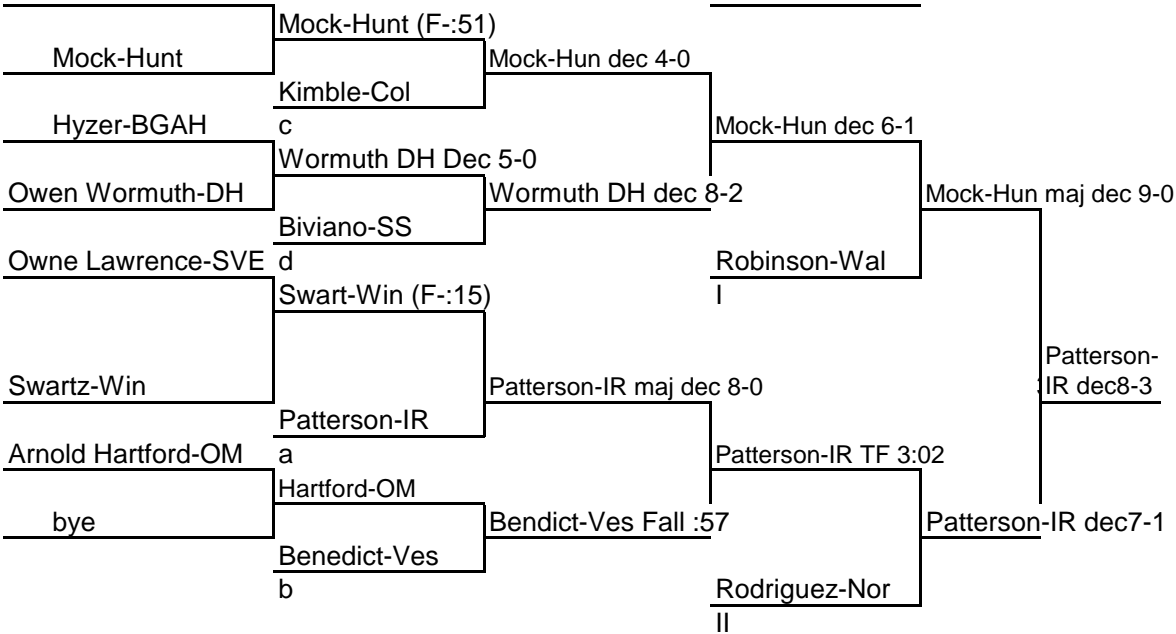 Mock-Hunt (F-:51)
Mock-Hunt
Mock-Hun dec 4-0
Kimble-Col
Hyzer-BGAH
c
Mock-Hun dec 6-1
Wormuth DH Dec 5-0
Owen Wormuth-DH
Wormuth DH dec 8-2
Mock-Hun maj dec 9-0
Biviano-SS
Owne Lawrence-SVE
d
Robinson-Wal
Swart-Win (F-:15)
I
Patterson-
IR dec8-3
Swartz-Win
Patterson-IR maj dec 8-0
Patterson-IR
Arnold Hartford-OM
a
Patterson-IR TF 3:02
Hartford-OM
bye
Bendict-Ves Fall :57
Patterson-IR dec7-1
Benedict-Ves
b
Rodriguez-Nor
II